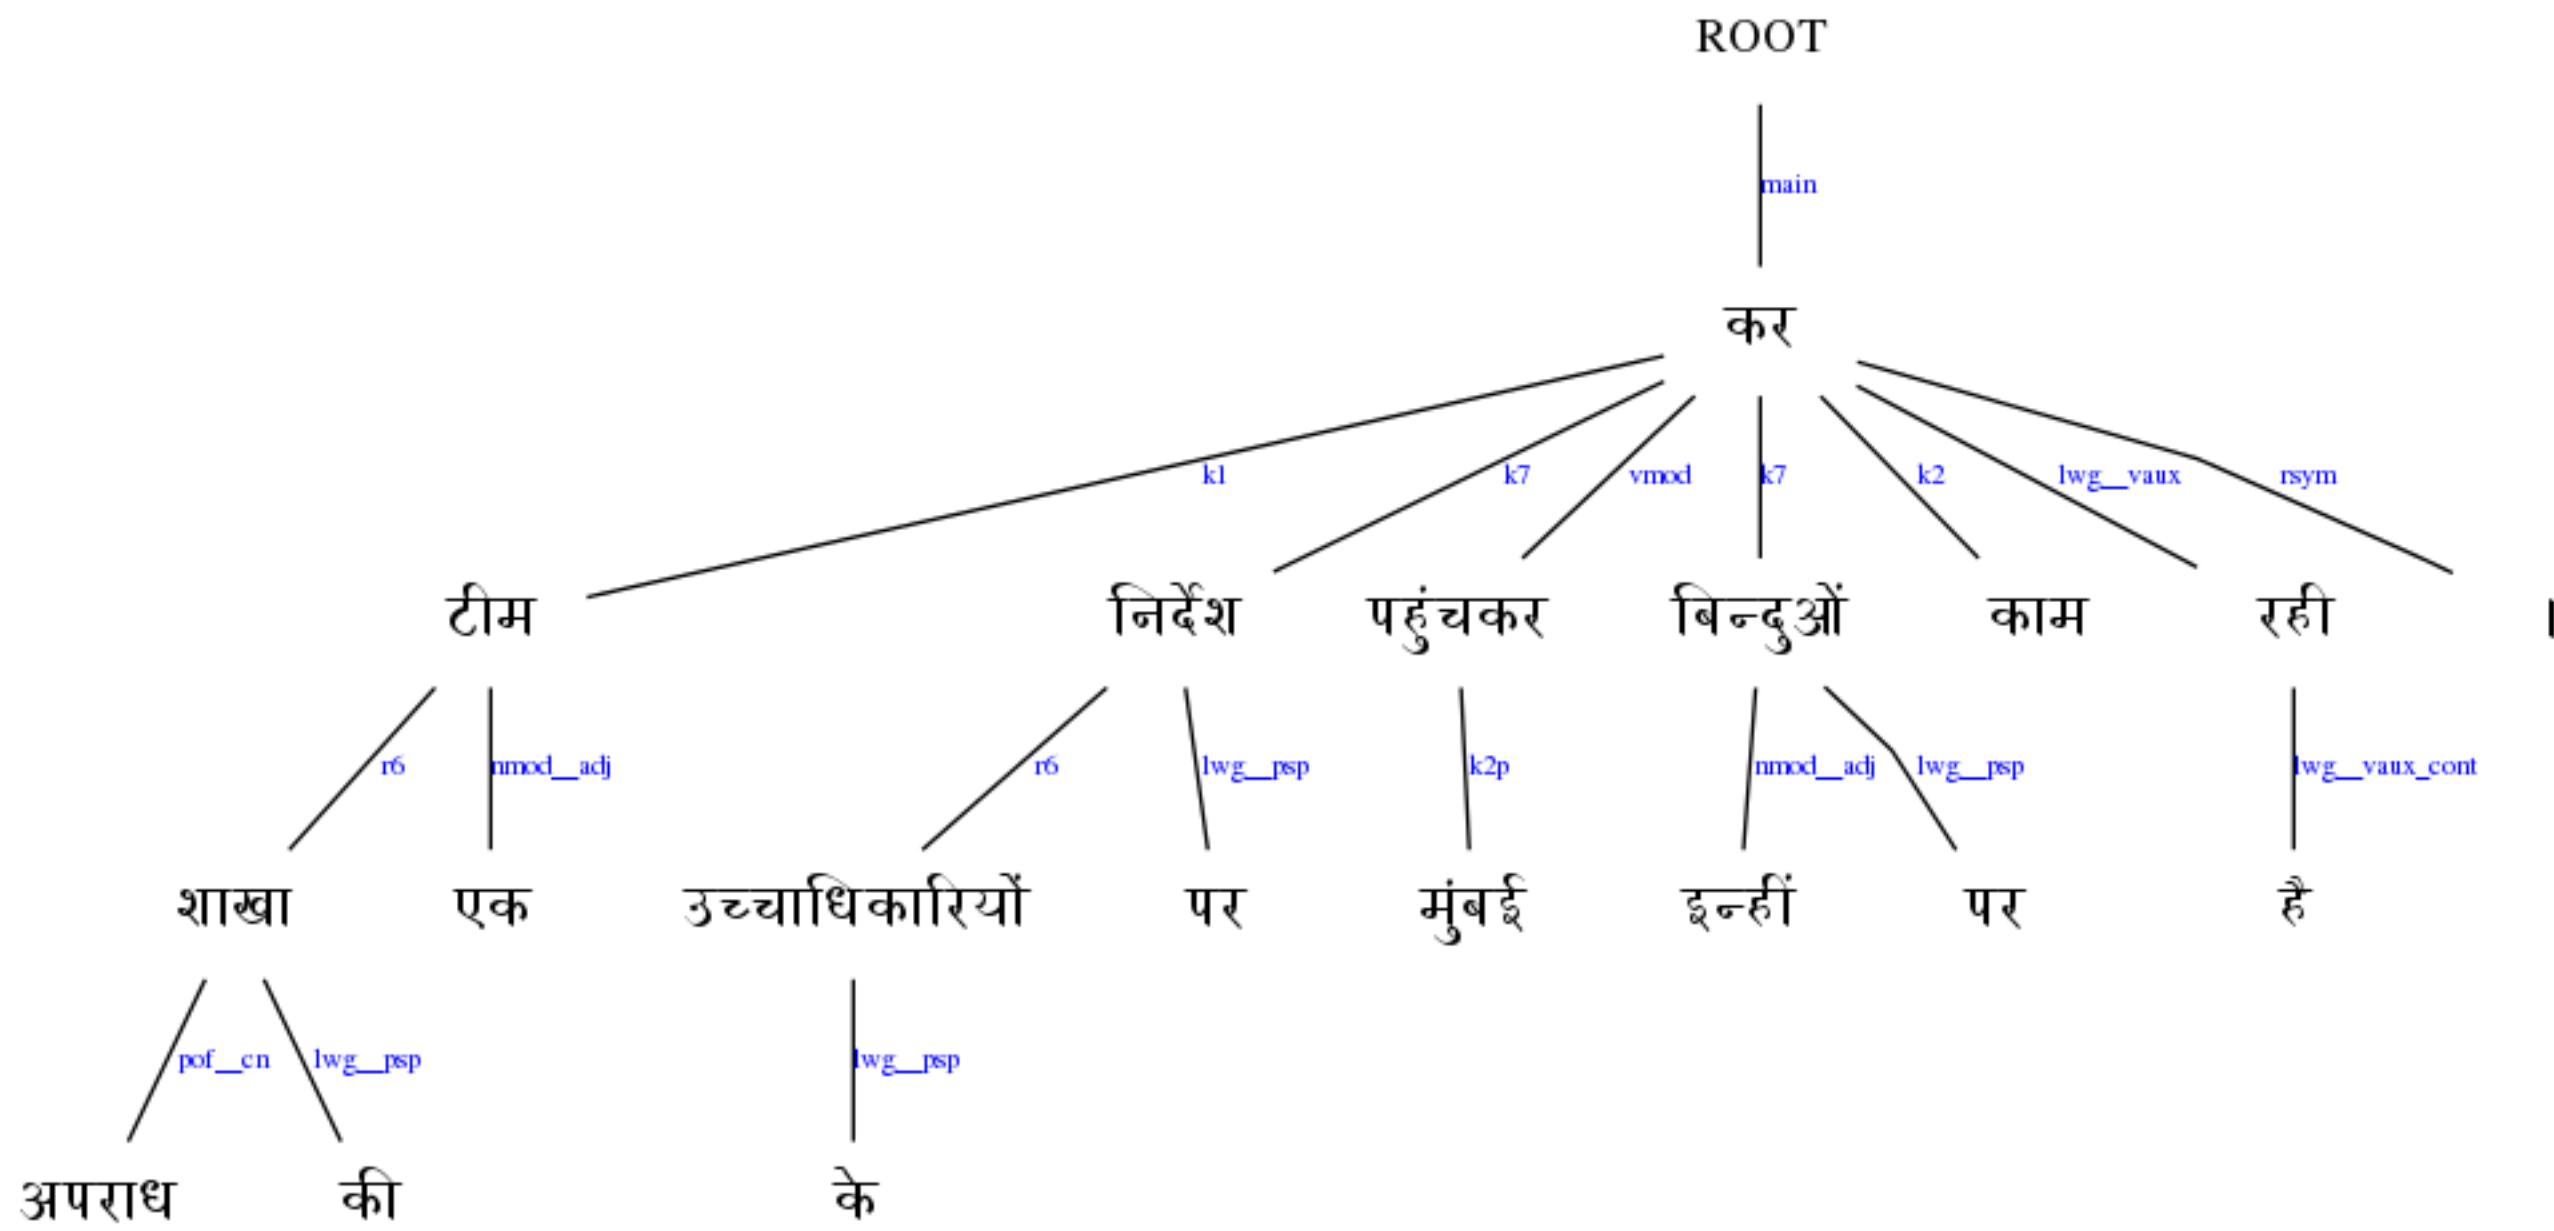 ROOT
main
कर
k1 k7 vmod k7 k2 lwg__vaux rsym
टीम निर्देश पहुंचकर बिन्दुओं काम रही ।
r6 nmod__adj r6 lwg__psp k2p nmod__adj lwg__psp lwg__vaux_cont
शाखा एक उच्चाधिकारियों पर मुंबई इन्हीं पर है
pof__cn lwg__psp lwg__psp
अपराध की के